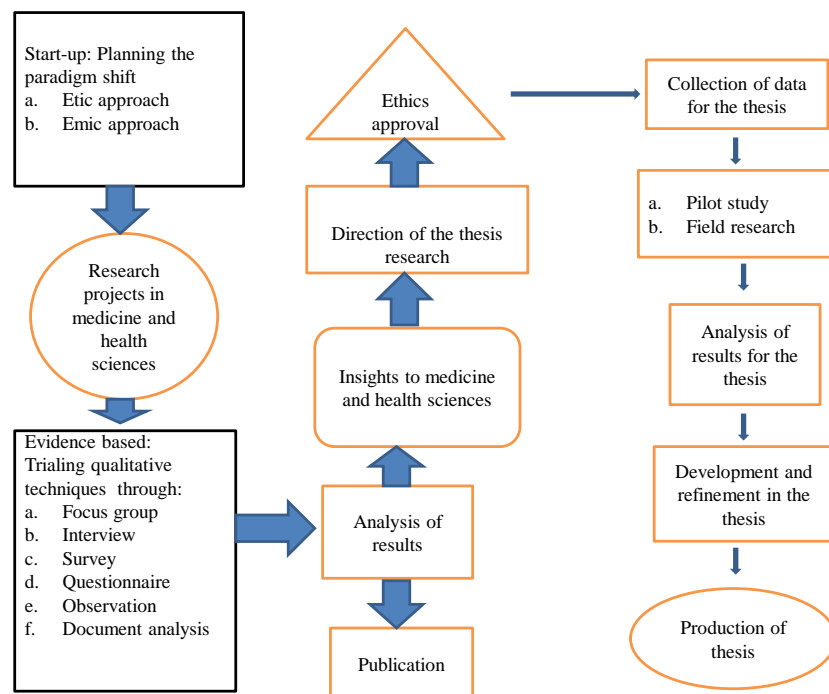 Start-up: Planning the
paradigm shift
a. Etic approach
b. Emic approach
Research
projects in
medicine and
health
sciences
Evidence based:
Trialing qualitative
techniques through:
a. Focus group
b. Interview
c. Survey
d. Questionnaire
e. Observation
f. Document analysis
Ethics
approval
Direction of the thesis
research
Insights to medicine
and health sciences
Analysis of
results
Publication
Collection of data
for the thesis
a. Pilot study
b. Field research
Analysis of
results for the
thesis
Development and
refinement in the
thesis
Production of
thesis